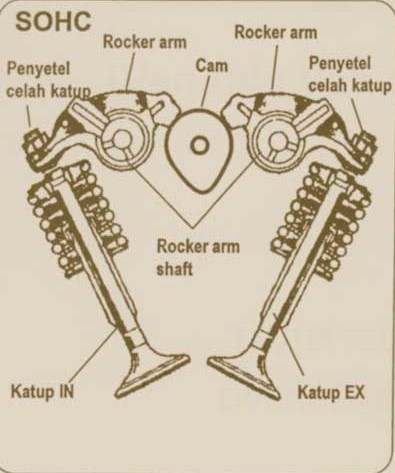 SOHC
Rocker arm
Rocker arm
Cam
Penyetel
celah katup
Penyetel
celah katup
Rocker arm
shaft
Katup IN
Katup EX